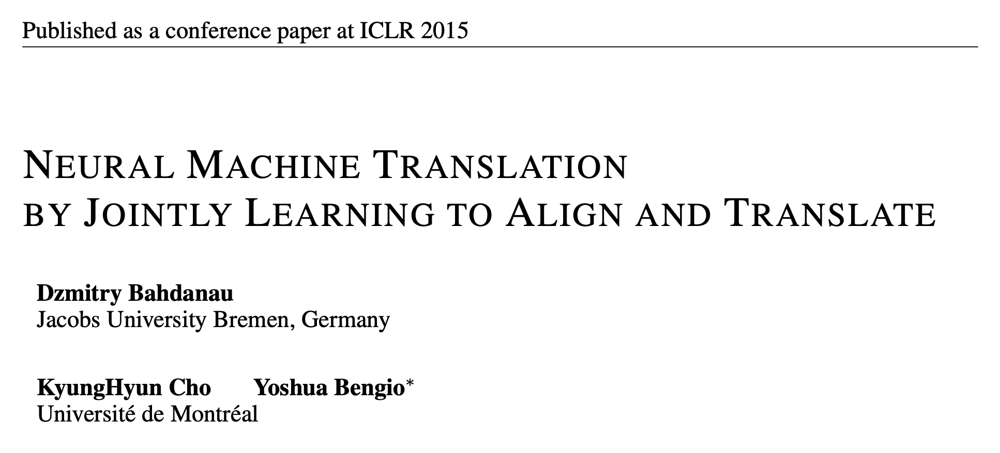 Published as a conference paper at ICLR 2015
NEURAL MACHINE TRANSLATION
BY JOINTLY LEARNING TO ALIGN AND TRANSLATE
Dzmitry Bahdanau
Jacobs University Bremen, Germany
KyungHyun Cho Yoshua Bengio*
Université de Montréal